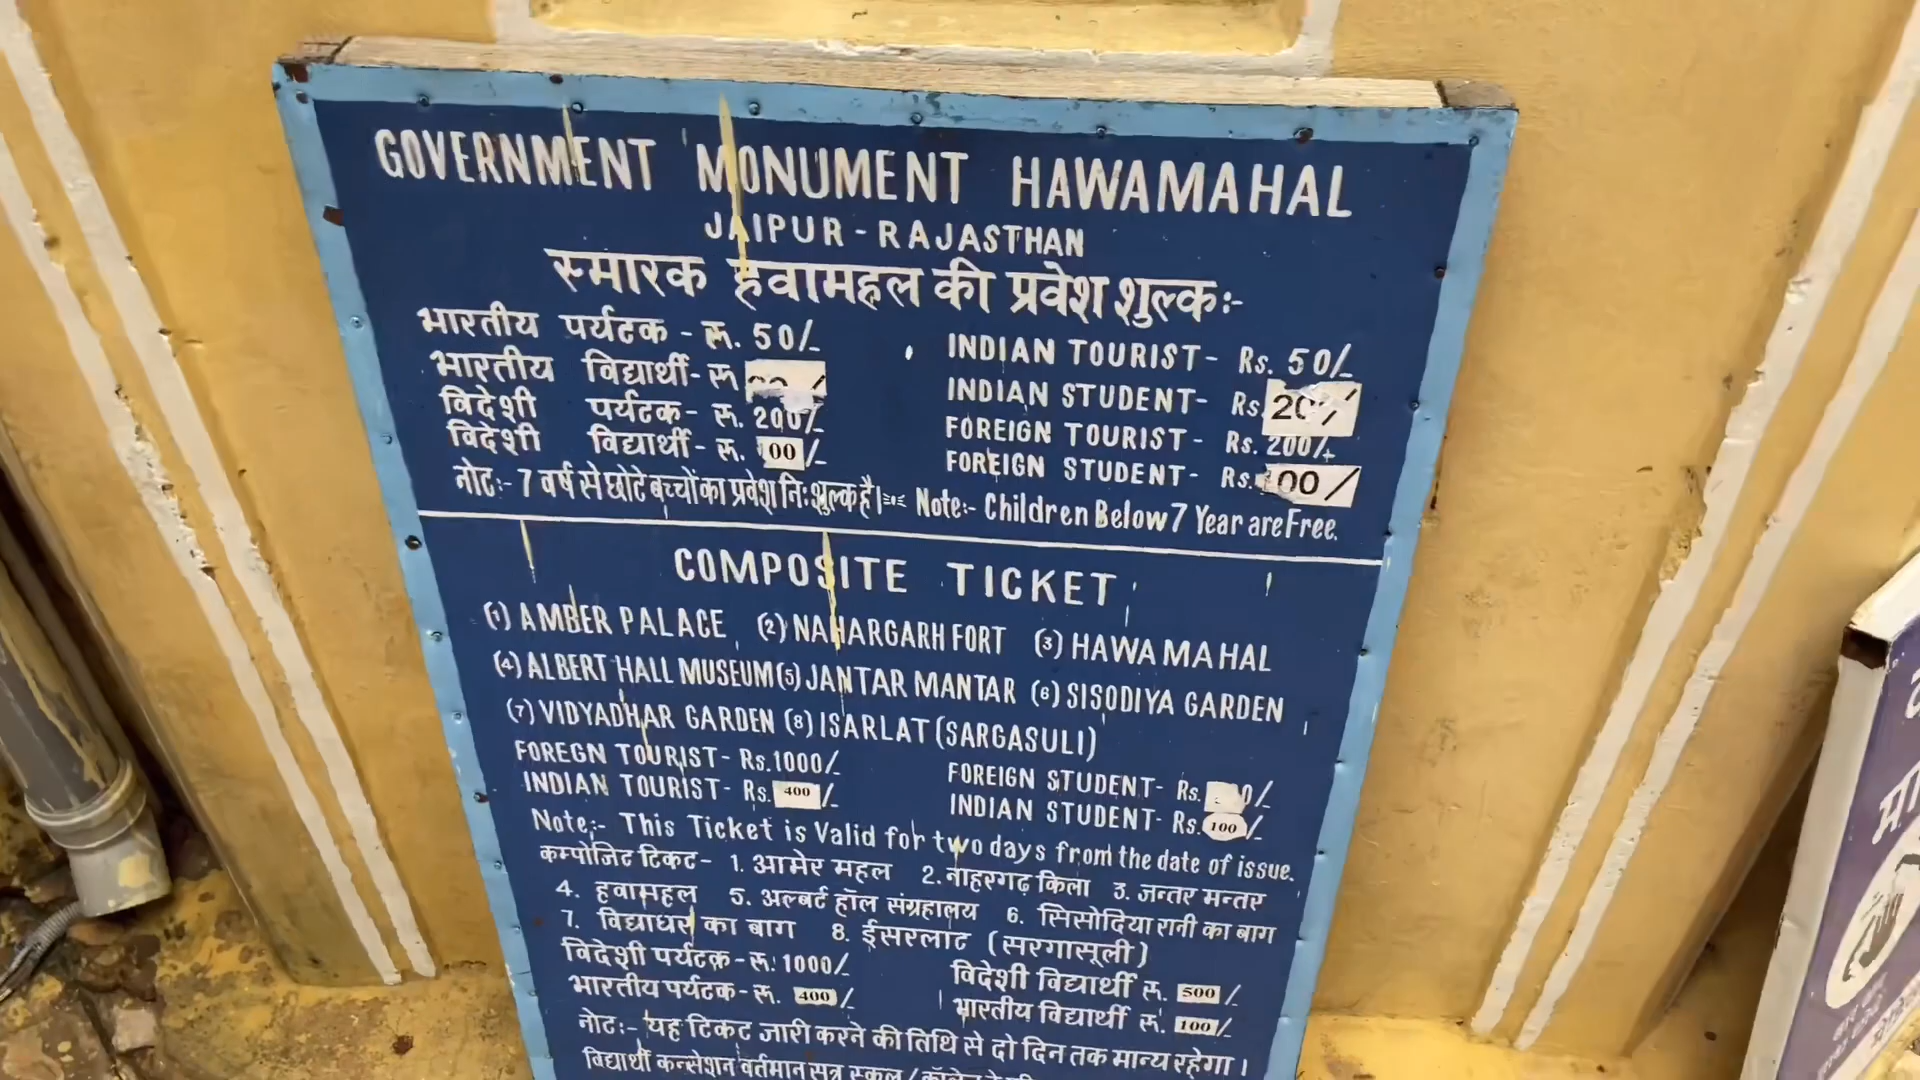 GOVERNMENT MONUMENT HAWAMAHAL
JAIPUR - RAJASTHAN
स्मारक हवामहल की प्रवेश शुल्कः-
भारतीय पर्यटक - रू. 50/-
भारतीय विद्यार्थी- रू
विदेशी पर्यटक- रू. 200/-
विदेशी विद्यार्थी- रू. 00/-
INDIAN TOURIST- Rs. 50/-
INDIAN STUDENT- Rs. 20/
FOREIGN TOURIST- Rs. 200/-
FOREIGN STUDENT- Rs. 00/
नोटः- 7 वर्ष से छोटे बच्चों का प्रवेश निःशुल्क है। Note:- Children Below 7 Year are Free.
COMPOSITE TICKET
(1) AMBER PALACE (2) NAHARGARH FORT (3) HAWAMAHAL
(4) ALBERT HALL MUSEUM (5) JANTAR MANTAR (6) SISODIYA GARDEN
(7) VIDYADHAR GARDEN (8) ISARLAT (SARGASULI)
FOREGN TOURIST- Rs.1000/-
INDIAN TOURIST- Rs. 400/-
FOREIGN STUDENT- Rs. 0/-
INDIAN STUDENT- Rs. 100/-
Note:- This Ticket is Valid for two days from the date of issue.
कम्पोजिट टिकट- 1. आमेर महल 2. नाहरगढ़ किला 3. जन्तर मन्तर
4. हवामहल 5. अल्बर्ट हॉल संग्रहालय 6. सिसोदिया रानी का बाग
7. विद्याधर का बाग 8. ईसरलाट (सरगासूली)
विदेशी पर्यटक- रू. 1000/-
भारतीय पर्यटक- रू. 400/-
विदेशी विद्यार्थी रू. 500/-
भारतीय विद्यार्थी रू. 100/-
नोटः- यह टिकट जारी करने की तिथि से दो दिन तक मान्य रहेगा।
विद्यार्थी कन्सेशन वर्तमान सत्र स्कूल/कॉलेज